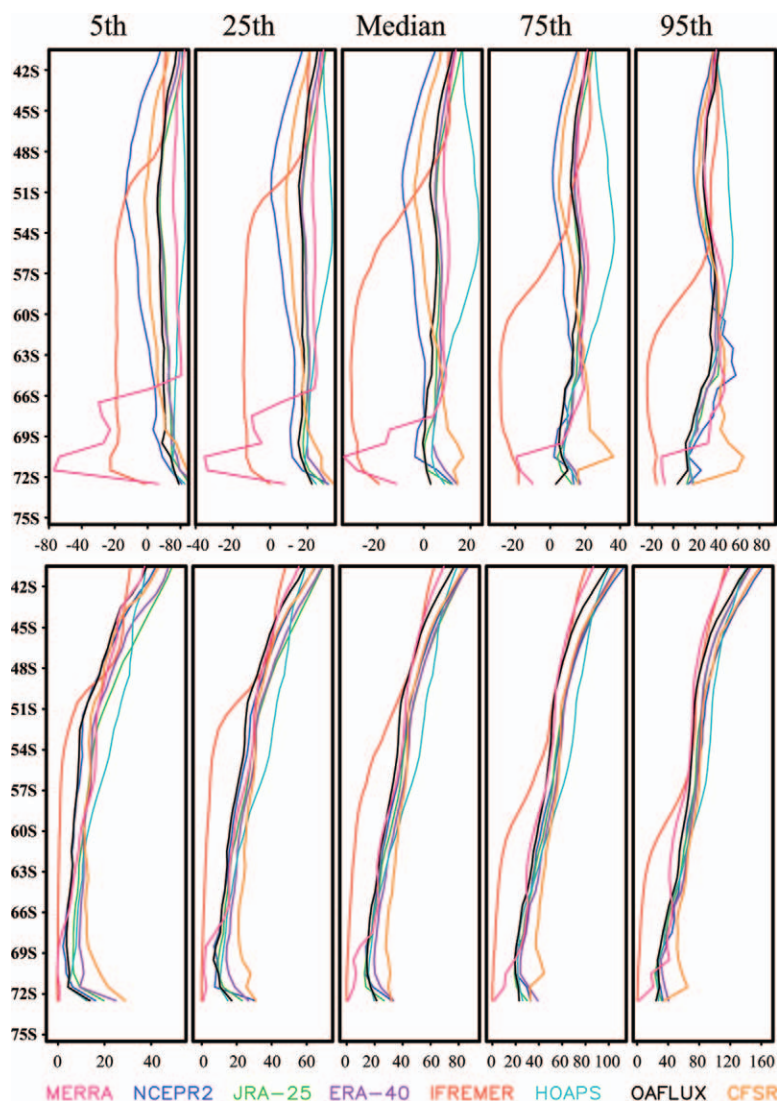 5th 25th Median 75th 95th
42S
45S
48S
51S
54S
57S
60S
63S
66S
69S
72S
75S
-80 -40 0 -80 -40 0 -20 -20 0 20 -20 0 20 40 -20 0 20 40 60 80
42S
45S
48S
51S
54S
57S
60S
63S
66S
69S
72S
75S
0 20 40 0 20 40 60 0 20 40 60 80 0 20 40 60 80 100 0 40 80 120 160
MERRA NCEPR2 JRA-25 ERA-40 IFREMER HOAPS OAFLUX CFSR